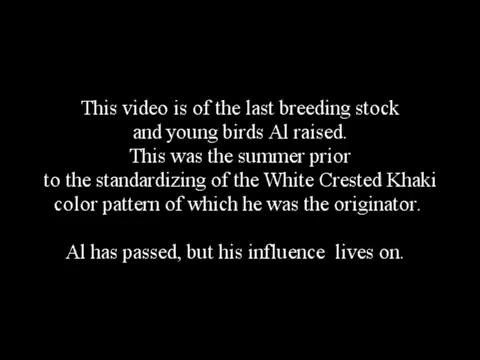 This video is of the last breeding stock
and young birds Al raised.
This was the summer prior
to the standardizing of the White Crested Khaki
color pattern of which he was the originator.
Al has passed, but his influence lives on.